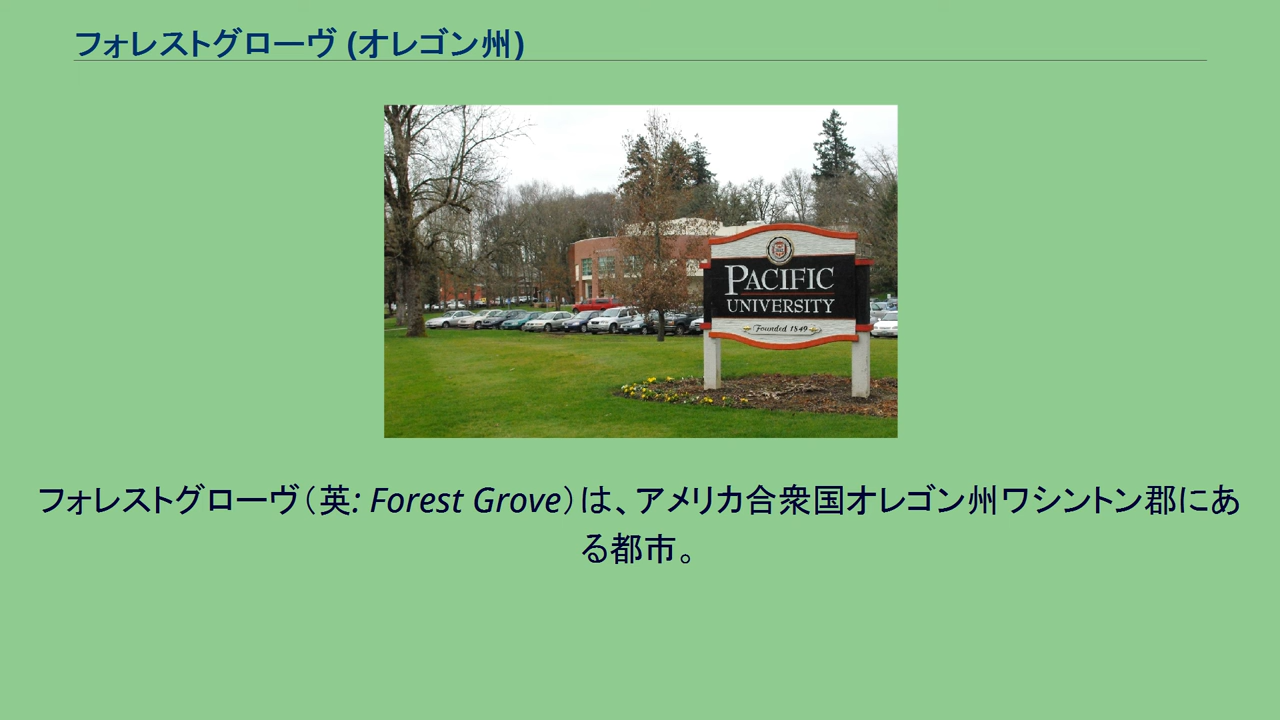 フォレストグローヴ (オレゴン州)
PACIFIC
UNIVERSITY
Founded 1849
フォレストグローヴ（英: Forest Grove）は、アメリカ合衆国オレゴン州ワシントン郡にあ
る都市。